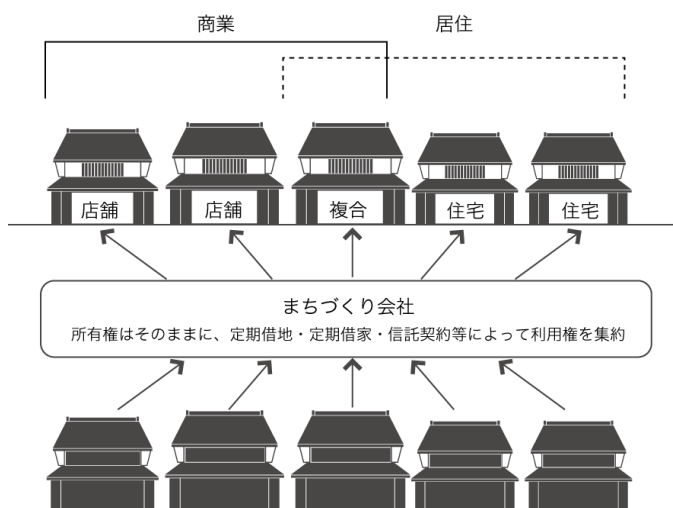 商業
居住
店舗
店舗
複合
住宅
住宅
まちづくり会社
所有権はそのままに、定期借地・定期借家・信託契約等によって利用権を集約